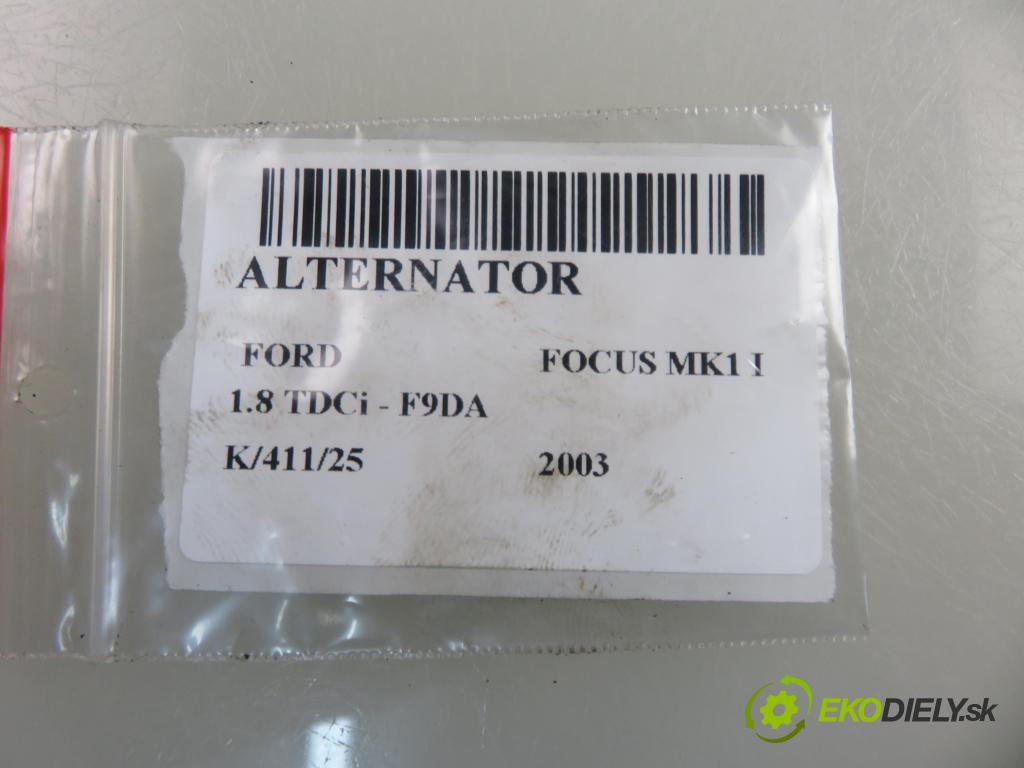 ALTERNATOR
FORD FOCUS MK1 I
1.8 TDCi - F9DA
K/411/25 2003
EKODIELY.sk